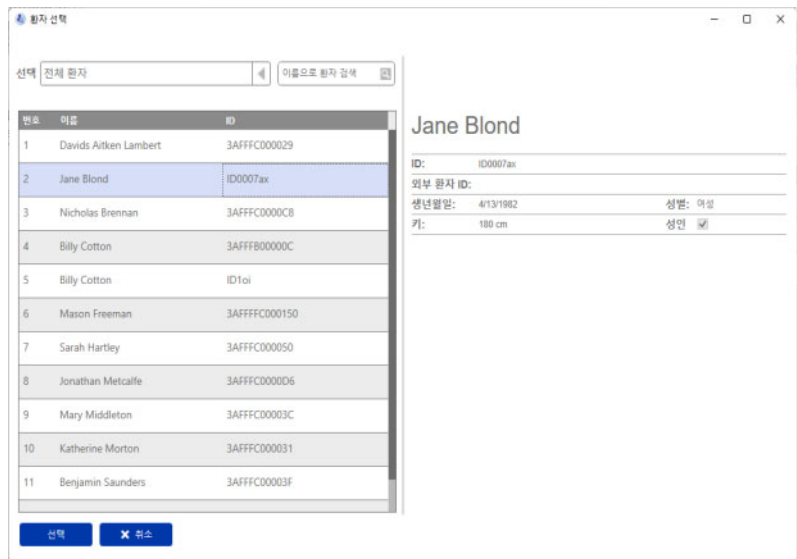 환자 선택
선택 전체 환자 이름으로 환자 검색
번호 이름 ID
1 Davids Aitken Lambert 3AFFFC000029
2 Jane Blond ID0007ax
3 Nicholas Brennan 3AFFFC0000C8
4 Billy Cotton 3AFFFB00000C
5 Billy Cotton ID1oi
6 Mason Freeman 3AFFFFC000150
7 Sarah Hartley 3AFFFC000050
8 Jonathan Metcalfe 3AFFFC0000D6
9 Mary Middleton 3AFFFC00003C
10 Katherine Morton 3AFFFC000031
11 Benjamin Saunders 3AFFFC00003F
선택 취소
Jane Blond
ID: ID0007ax
외부 환자 ID:
생년월일: 4/13/1982 성별: 여성
키: 180 cm 성인